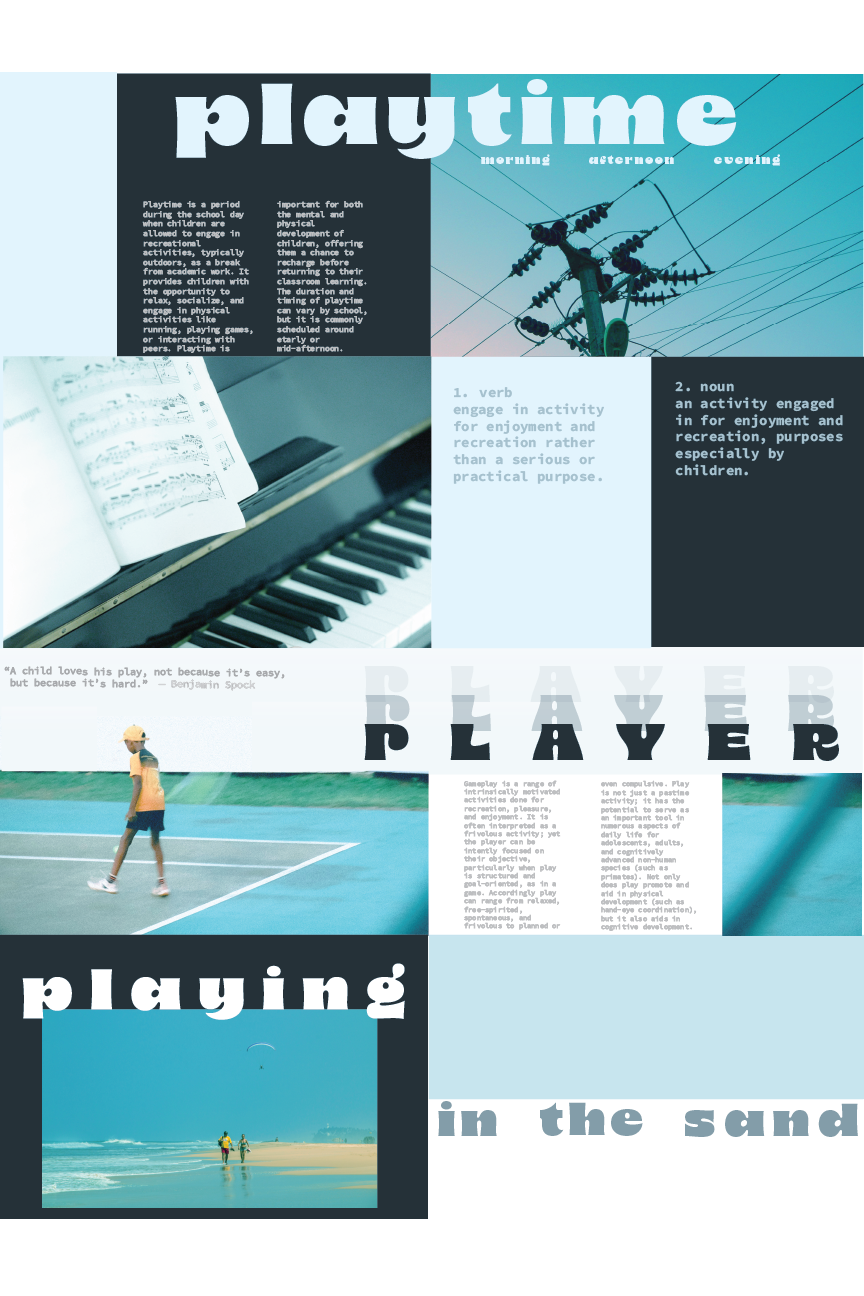 playtime
morning afternoon evening
Playtime is a period
during the school day
when children are
allowed to engage in
recreational
activities, typically
outdoors, as a break
from academic work. It
provides children with
the opportunity to
relax, socialize, and
engage in physical
activities like
running, playing games,
or interacting with
peers. Playtime is
important for both
the mental and
physical
development of
children, offering
them a chance to
recharge before
returning to their
classroom learning.
The duration and
timing of playtime
can vary by school,
but it is commonly
scheduled around
etarly or
mid-afternoon.
1. verb
engage in activity
for enjoyment and
recreation rather
than a serious or
practical purpose.
2. noun
an activity engaged
in for enjoyment and
recreation, purposes
especially by
children.
“A child loves his play, not because it’s easy,
but because it’s hard.” — Benjamin Spock
PLAYER
PLAYER
PLAYER
Gameplay is a range of
intrinsically motivated
activities done for
recreation, pleasure,
and enjoyment. It is
often interpreted as a
frivolous activity; yet
the player can be
intently focused on
their objective,
particularly when play
is structured and
goal-oriented, as in a
game. Accordingly play
can range from relaxed,
free-spirited,
spontaneous, and
frivolous to planned or
even compulsive. Play
is not just a pastime
activity; it has the
potential to serve as
an important tool in
numerous aspects of
daily life for
adolescents, adults,
and cognitively
advanced non-human
species (such as
primates). Not only
does play promote and
aid in physical
development (such as
hand-eye coordination),
but it also aids in
cognitive development.
playing
in the sand